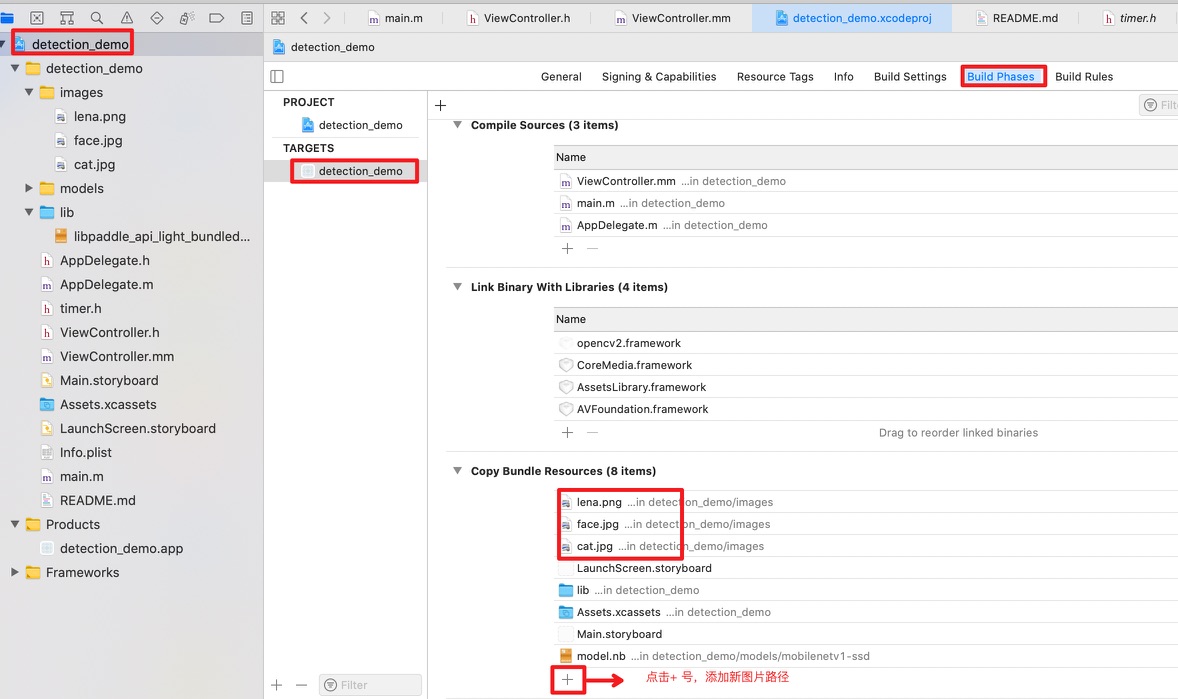 main.m
ViewController.h
ViewController.mm
detection_demo.xcodeproj
README.md
timer.h
detection_demo
detection_demo
images
lena.png
face.jpg
cat.jpg
models
lib
libpaddle_api_light_bundled...
AppDelegate.h
AppDelegate.m
timer.h
ViewController.h
ViewController.mm
Main.storyboard
Assets.xcassets
LaunchScreen.storyboard
Info.plist
main.m
README.md
Products
detection_demo.app
Frameworks
detection_demo
General
Signing & Capabilities
Resource Tags
Info
Build Settings
Build Phases
Build Rules
PROJECT
detection_demo
TARGETS
detection_demo
Filter
Compile Sources (3 items)
Name
ViewController.mm ...in detection_demo
main.m ...in detection_demo
AppDelegate.m ...in detection_demo
Link Binary With Libraries (4 items)
Name
opencv2.framework
CoreMedia.framework
AssetsLibrary.framework
AVFoundation.framework
Drag to reorder linked binaries
Copy Bundle Resources (8 items)
lena.png ...in detection_demo/images
face.jpg ...in detection_demo/images
cat.jpg ...in detection_demo/images
LaunchScreen.storyboard
lib ...in detection_demo
Assets.xcassets ...in detection_demo
Main.storyboard
model.nb ...in detection_demo/models/mobilenetv1-ssd
点击+ 号，添加新图片路径